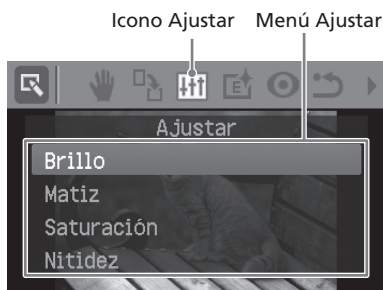 Icono Ajustar Menú Ajustar
E
Ajustar
Brillo
Matiz
Saturación
Nitidez